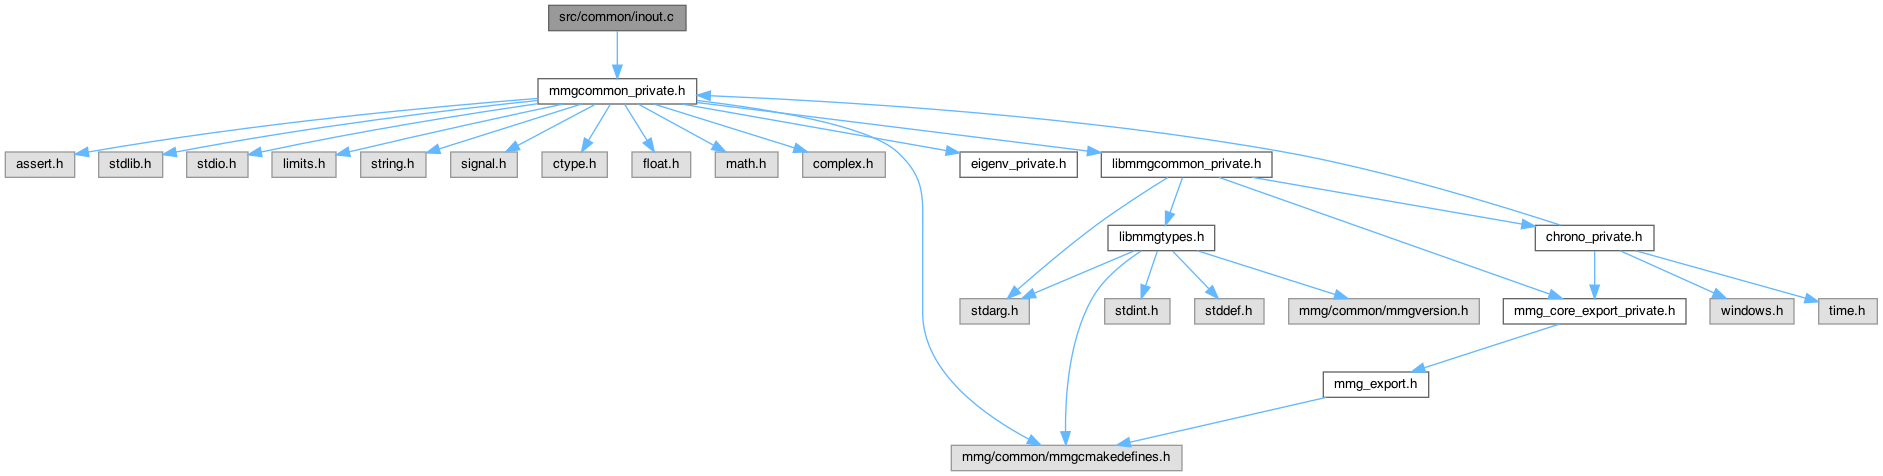 src/common/inout.c
mmgcommon_private.h
assert.h
stdlib.h
stdio.h
limits.h
string.h
signal.h
ctype.h
float.h
math.h
complex.h
eigenv_private.h
libmmgcommon_private.h
libmmgtypes.h
chrono_private.h
stdarg.h
stdint.h
stddef.h
mmg/common/mmgversion.h
mmg_core_export_private.h
windows.h
time.h
mmg_export.h
mmg/common/mmgcmakedefines.h